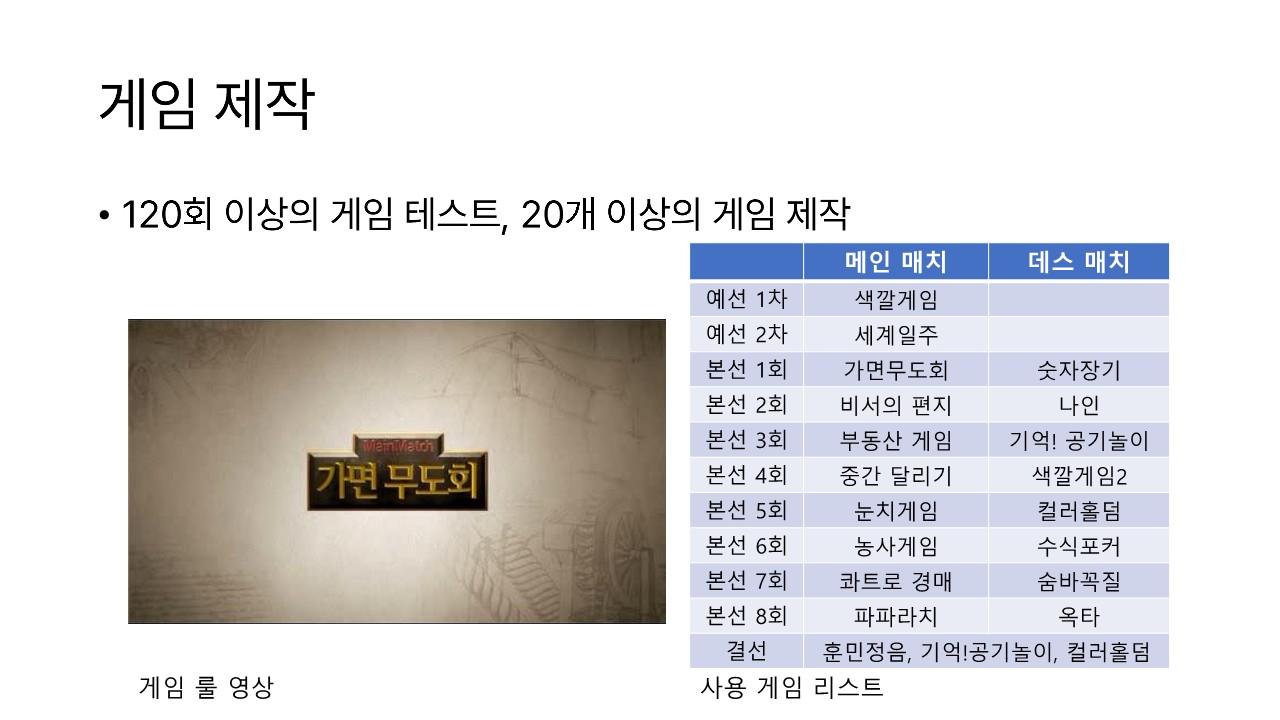 게임 제작
• 120회 이상의 게임 테스트, 20개 이상의 게임 제작
MainMatch
가면 무도회
게임 룰 영상
메인 매치 데스 매치
예선 1차 색깔게임
예선 2차 세계일주
본선 1회 가면무도회 숫자장기
본선 2회 비서의 편지 나인
본선 3회 부동산 게임 기억! 공기놀이
본선 4회 중간 달리기 색깔게임2
본선 5회 눈치게임 컬러홀덤
본선 6회 농사게임 수식포커
본선 7회 콰트로 경매 숨바꼭질
본선 8회 파파라치 옥타
결선 훈민정음, 기억!공기놀이, 컬러홀덤
사용 게임 리스트